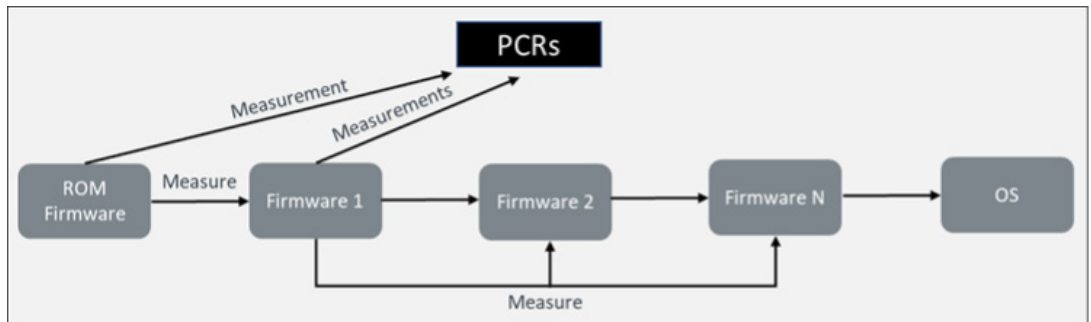 PCRs
Measurement
Measurements
ROM
Firmware
Measure
Firmware 1
Firmware 2
Firmware N
OS
Measure